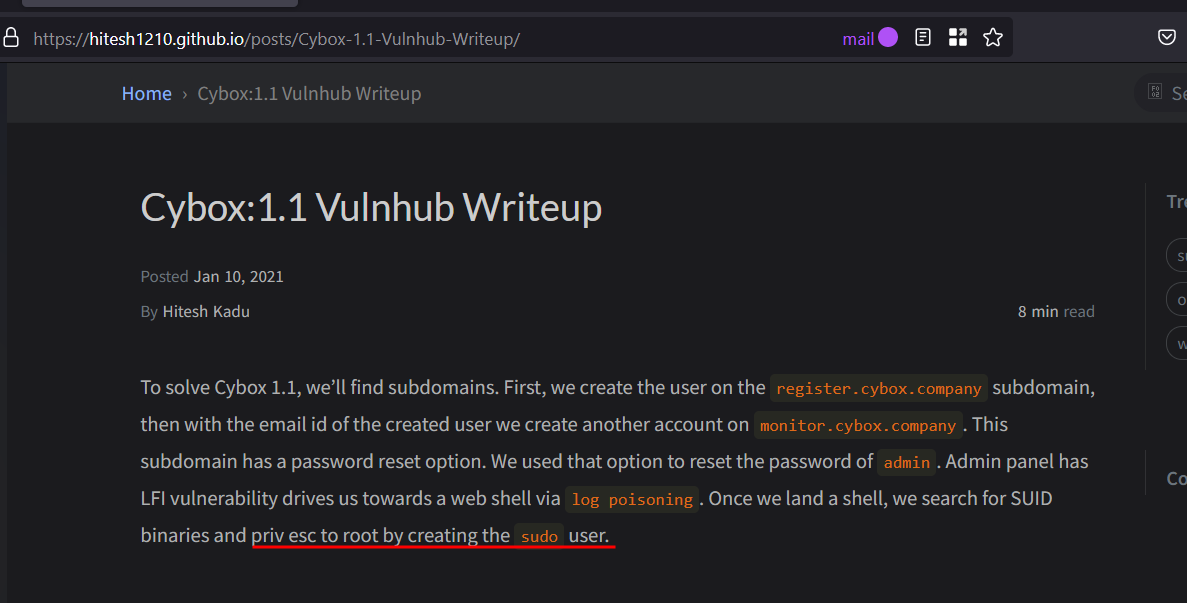 https://hitesh1210.github.io/posts/Cybox-1.1-Vulnhub-Writeup/ mail
Home › Cybox:1.1 Vulnhub Writeup
Cybox:1.1 Vulnhub Writeup
Posted Jan 10, 2021
By Hitesh Kadu 8 min read
To solve Cybox 1.1, we’ll find subdomains. First, we create the user on the register.cybox.company subdomain,
then with the email id of the created user we create another account on monitor.cybox.company. This
subdomain has a password reset option. We used that option to reset the password of admin. Admin panel has
LFI vulnerability drives us towards a web shell via log poisoning. Once we land a shell, we search for SUID
binaries and priv esc to root by creating the sudo user.